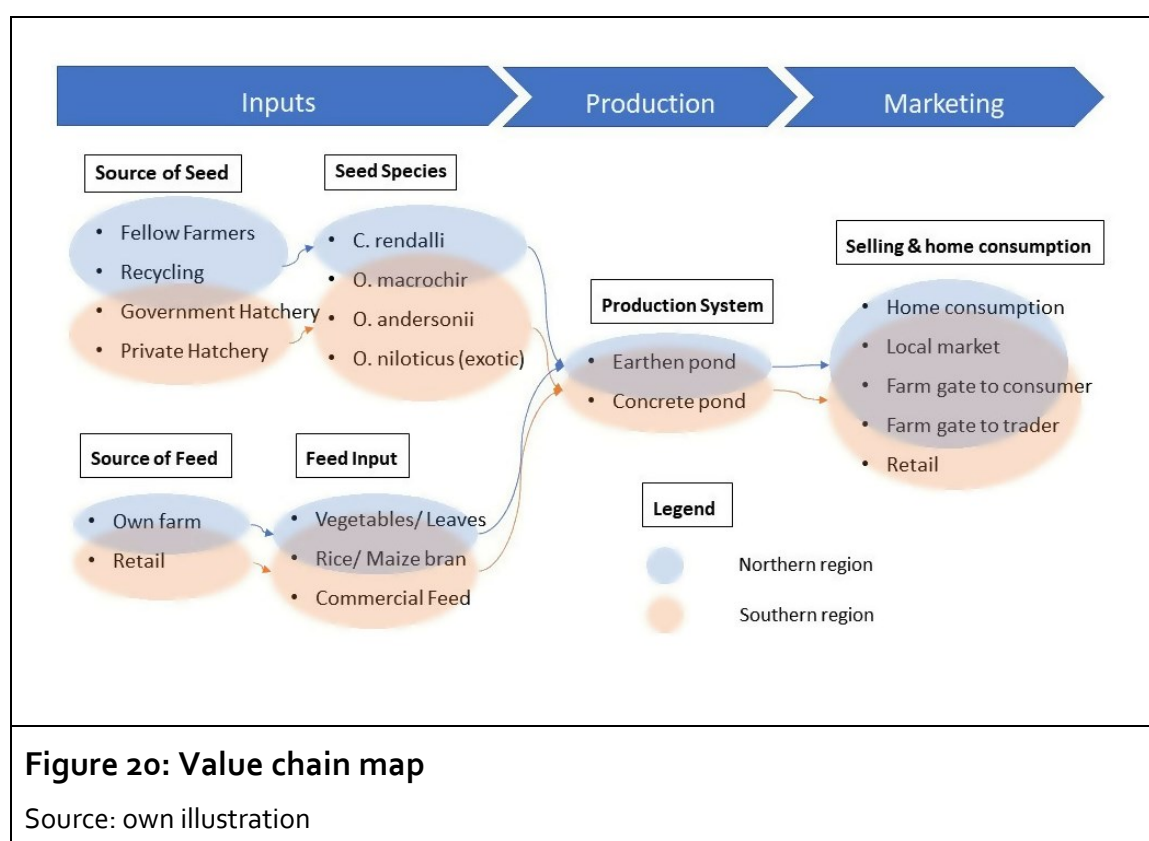 Inputs
Production
Marketing
Source of Seed
• Fellow Farmers
• Recycling
• Government Hatchery
• Private Hatchery
Seed Species
• C. rendalli
• O. macrochir
• O. andersonii
• O. niloticus (exotic)
Source of Feed
• Own farm
• Retail
Feed Input
• Vegetables/ Leaves
• Rice/ Maize bran
• Commercial Feed
Production System
• Earthen pond
• Concrete pond
Selling & home consumption
• Home consumption
• Local market
• Farm gate to consumer
• Farm gate to trader
• Retail
Legend
Northern region
Southern region
Figure 20: Value chain map
Source: own illustration